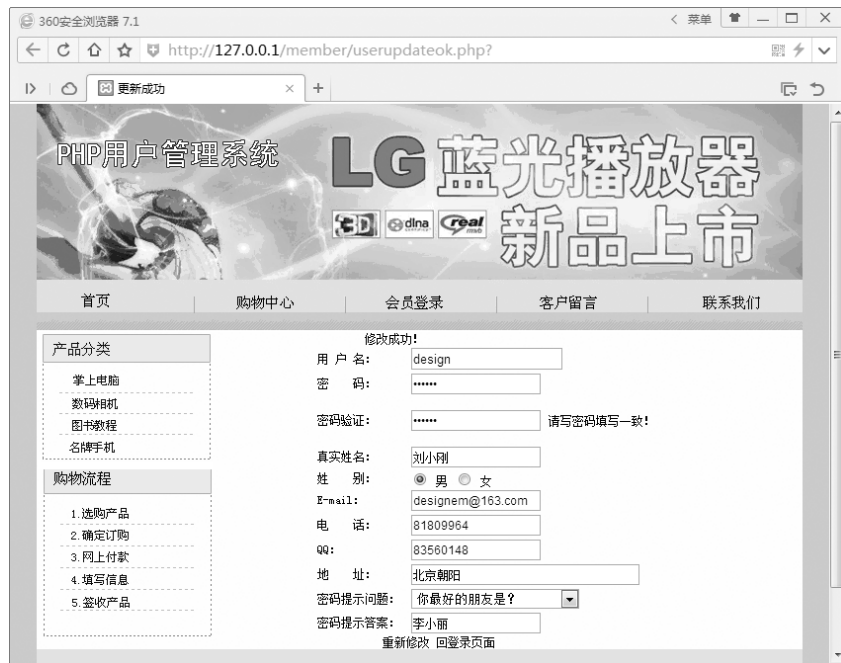 360安全浏览器 7.1
菜单
http://127.0.0.1/member/userupdateok.php?
更新成功
PHP用户管理系统
LG 蓝光播放器
新品上市
3D
dlna
real
首页
购物中心
会员登录
客户留言
联系我们
产品分类
掌上电脑
数码相机
图书教程
名牌手机
购物流程
1.选购产品
2.确定订购
3.网上付款
4.填写信息
5.签收产品
修改成功!
用 户 名: design
密 码: ••••••
密码验证: •••••• 请写密码填写一致!
真实姓名: 刘小刚
姓 别: 男 女
E-mail: designem@163.com
电 话: 81809964
QQ: 83560148
地 址: 北京朝阳
密码提示问题: 你最好的朋友是?
密码提示答案: 李小丽
重新修改 回登录页面